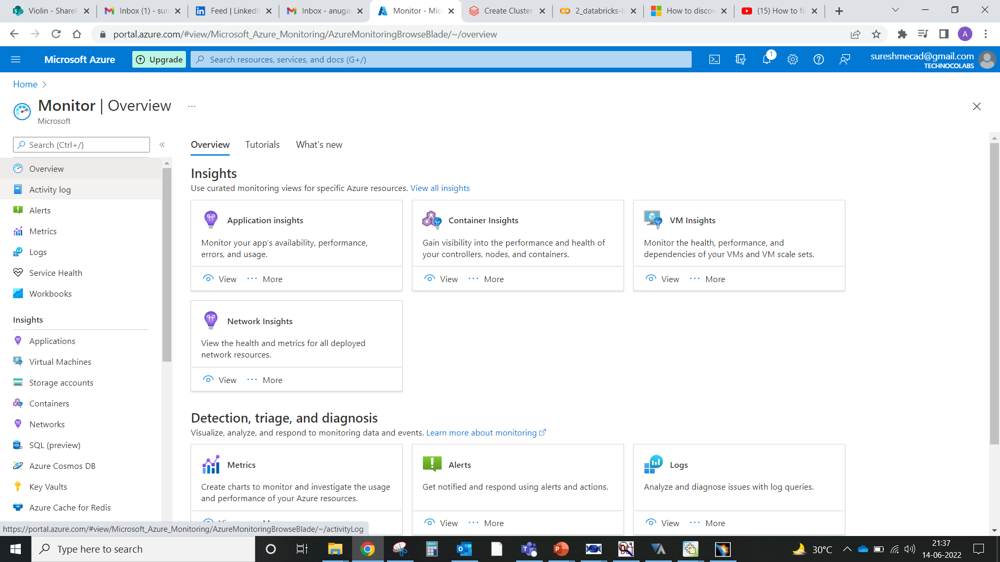 Violin - ShareP
Inbox (1) - sur
Feed | LinkedIn
Inbox - anugar
Monitor - Micr
Create Cluster
2_databricks-I
How to discov
(15) How to fi
portal.azure.com/#view/Microsoft_Azure_Monitoring/AzureMonitoringBrowseBlade/~/overview
A
Microsoft Azure
Upgrade
Search resources, services, and docs (G+/)
1
sureshmecad@gmail.com
TECHNOCOLABS
Home
Monitor | Overview
...
Microsoft
Search (Ctrl+/)
Overview
Activity log
Alerts
Metrics
Logs
Service Health
Workbooks
Insights
Applications
Virtual Machines
Storage accounts
Containers
Networks
SQL (preview)
Azure Cosmos DB
Key Vaults
Azure Cache for Redis
Overview
Tutorials
What's new
Insights
Use curated monitoring views for specific Azure resources. View all insights
Application insights
Monitor your app's availability, performance,
errors, and usage.
View
More
Container Insights
Gain visibility into the performance and health of
your controllers, nodes, and containers.
View
More
VM Insights
Monitor the health, performance, and
dependencies of your VMs and VM scale sets.
View
More
Network Insights
View the health and metrics for all deployed
network resources.
View
More
Detection, triage, and diagnosis
Visualize, analyze, and respond to monitoring data and events. Learn more about monitoring
Metrics
Create charts to monitor and investigate the usage
and performance of your Azure resources.
Alerts
Get notified and respond using alerts and actions.
View
More
Logs
Analyze and diagnose issues with log queries.
View
More
https://portal.azure.com/#view/Microsoft_Azure_Monitoring/AzureMonitoringBrowseBlade/~/activityLog
Type here to search
30°C
21:37
14-06-2022